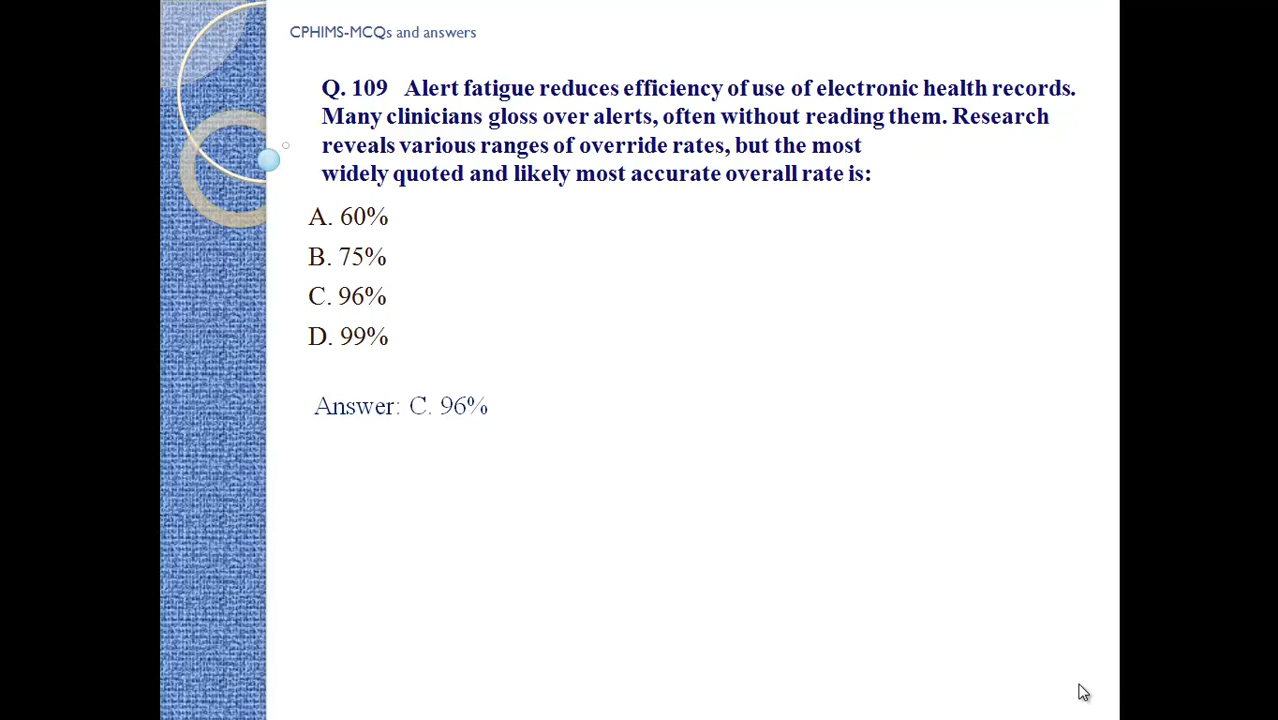 CPHIMS-MCQs and answers
Q. 109 Alert fatigue reduces efficiency of use of electronic health records.
Many clinicians gloss over alerts, often without reading them. Research
reveals various ranges of override rates, but the most
widely quoted and likely most accurate overall rate is:
A. 60%
B. 75%
C. 96%
D. 99%
Answer: C. 96%